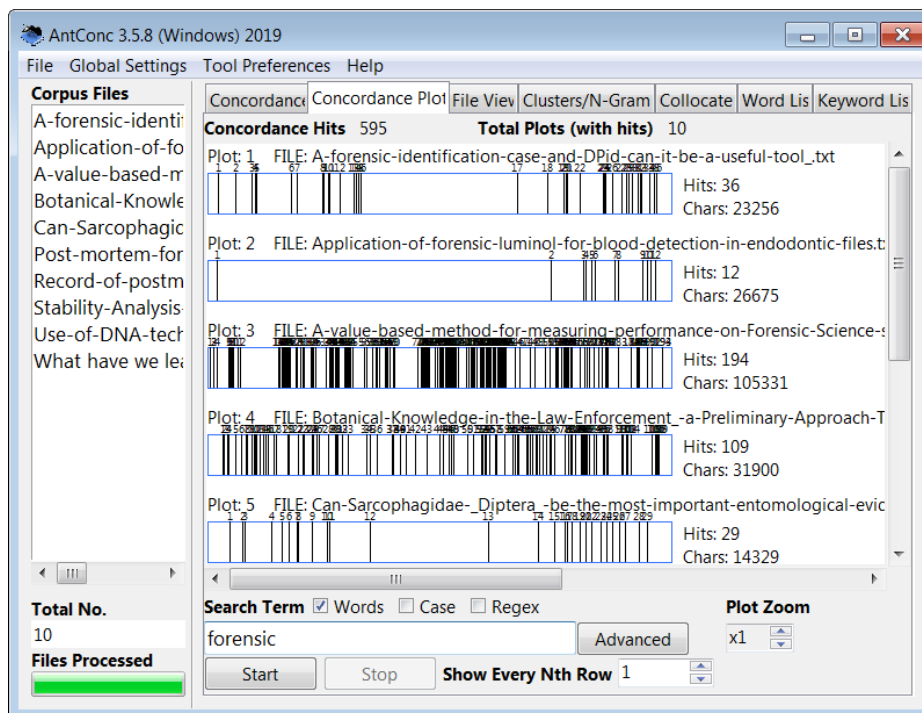 AntConc 3.5.8 (Windows) 2019
File Global Settings Tool Preferences Help
Corpus Files
A-forensic-identif
Application-of-fo
A-value-based-m
Botanical-Knowle
Can-Sarcophagid
Post-mortem-for
Record-of-postm
Stability-Analysis
Use-of-DNA-tech
What have we lea
Total No.
10
Files Processed
Concordance Concordance Plot File View Clusters/N-Gram Collocate Word Lis Keyword Lis
Concordance Hits 595 Total Plots (with hits) 10
Plot: 1 FILE: A-forensic-identification-case-and-DPid-can-it-be-a-useful-tool_.txt
Hits: 36
Chars: 23256
Plot: 2 FILE: Application-of-forensic-luminol-for-blood-detection-in-endodontic-files.t
Hits: 12
Chars: 26675
Plot: 3 FILE: A-value-based-method-for-measuring-performance-on-Forensic-Science-s
Hits: 194
Chars: 105331
Plot: 4 FILE: Botanical-Knowledge-in-the-Law-Enforcement_-a-Preliminary-Approach-T
Hits: 109
Chars: 31900
Plot: 5 FILE: Can-Sarcophagidae-_Diptera_-be-the-most-important-entomological-evic
Hits: 29
Chars: 14329
Search Term Words Case Regex Plot Zoom
forensic Advanced x1
Start Stop Show Every Nth Row 1